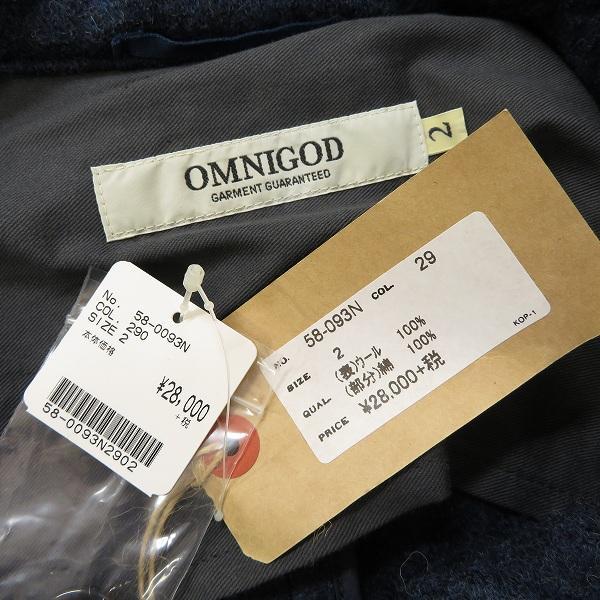 OMNIGOD
GARMENT GUARANTEED
2
No. 58-0093N
COL. 290
SIZE 2
本体価格
¥28,000
+税
58-0093N2902
NO. 58-093N COL. 29
SIZE 2
QUAL. (表)ウール 100%
(部分)綿 100%
PRICE ¥28,000+税
KOP-1